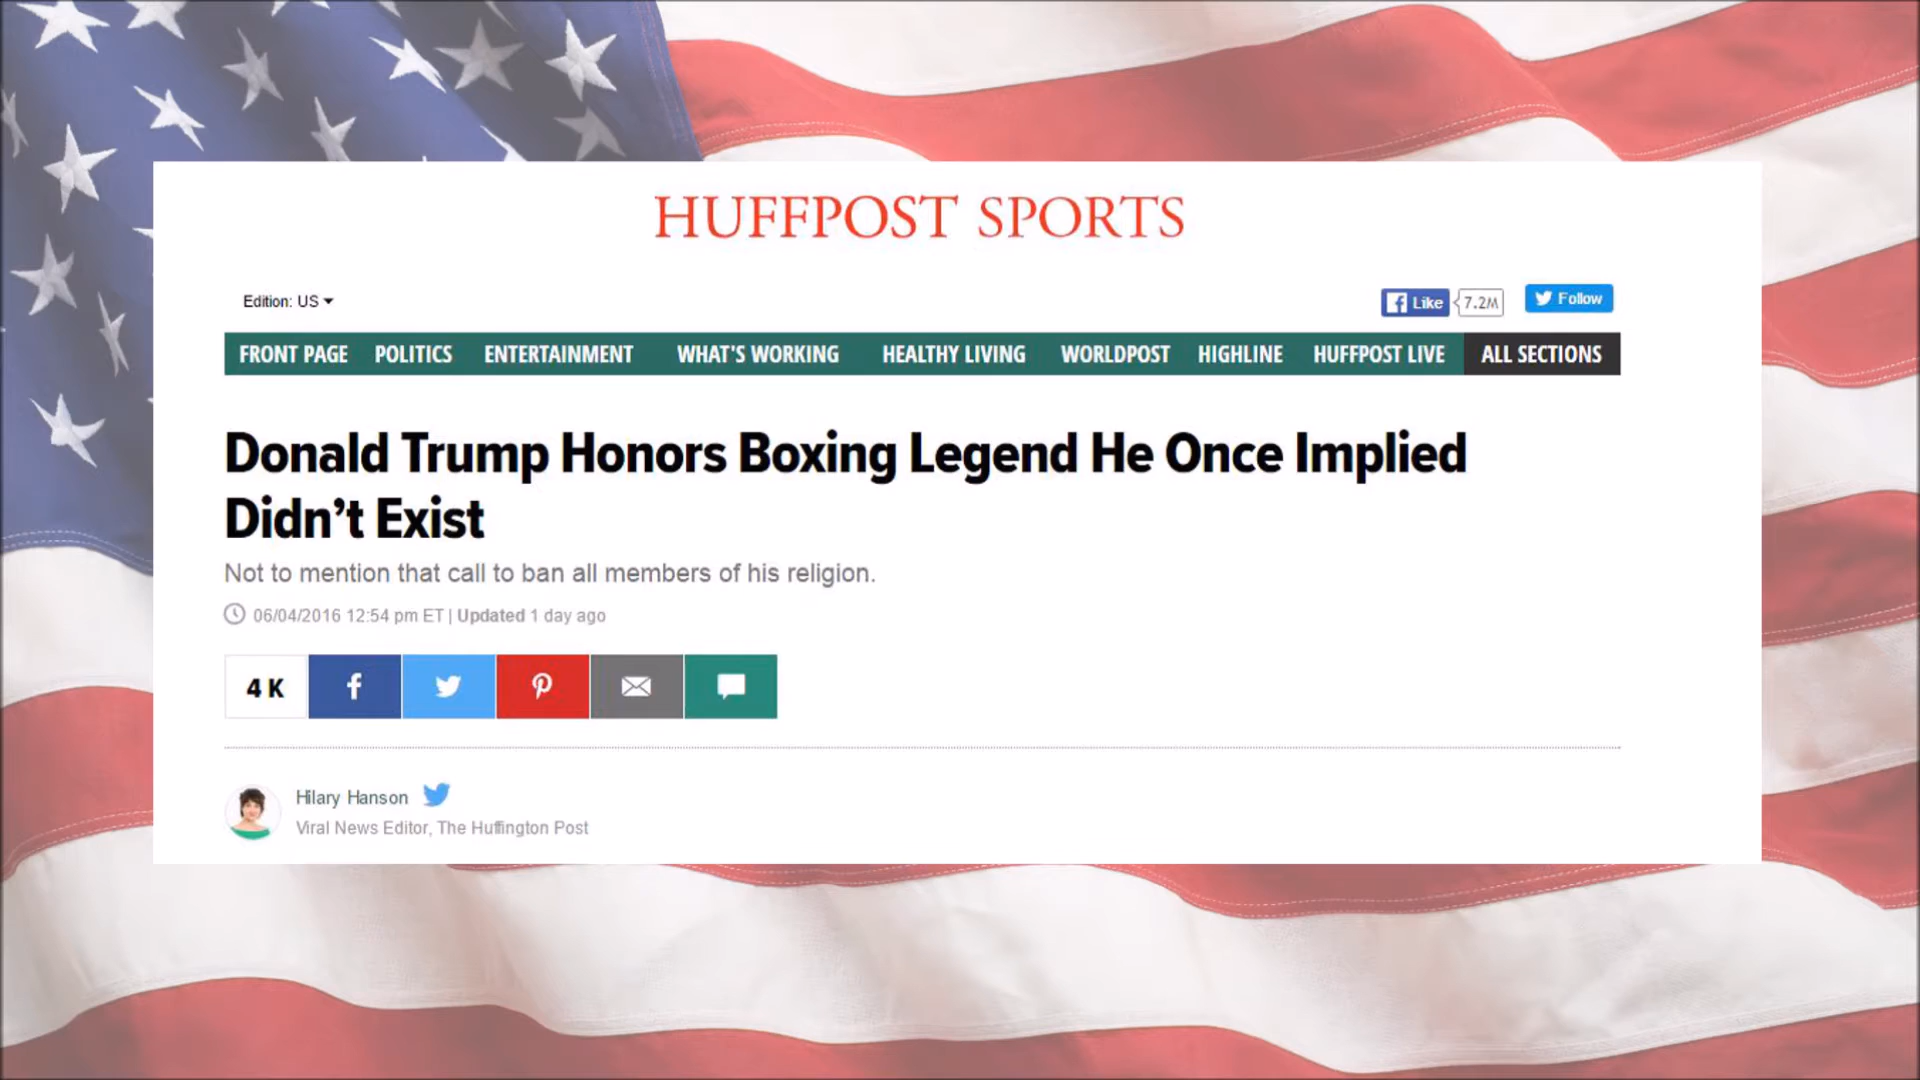 HUFFPOST SPORTS
Edition: US
Like 7.2M Follow
FRONT PAGE POLITICS ENTERTAINMENT WHAT'S WORKING HEALTHY LIVING WORLDPOST HIGHLINE HUFFPOST LIVE ALL SECTIONS
Donald Trump Honors Boxing Legend He Once Implied
Didn’t Exist
Not to mention that call to ban all members of his religion.
06/04/2016 12:54 pm ET | Updated 1 day ago
4 K
Hilary Hanson
Viral News Editor, The Huffington Post